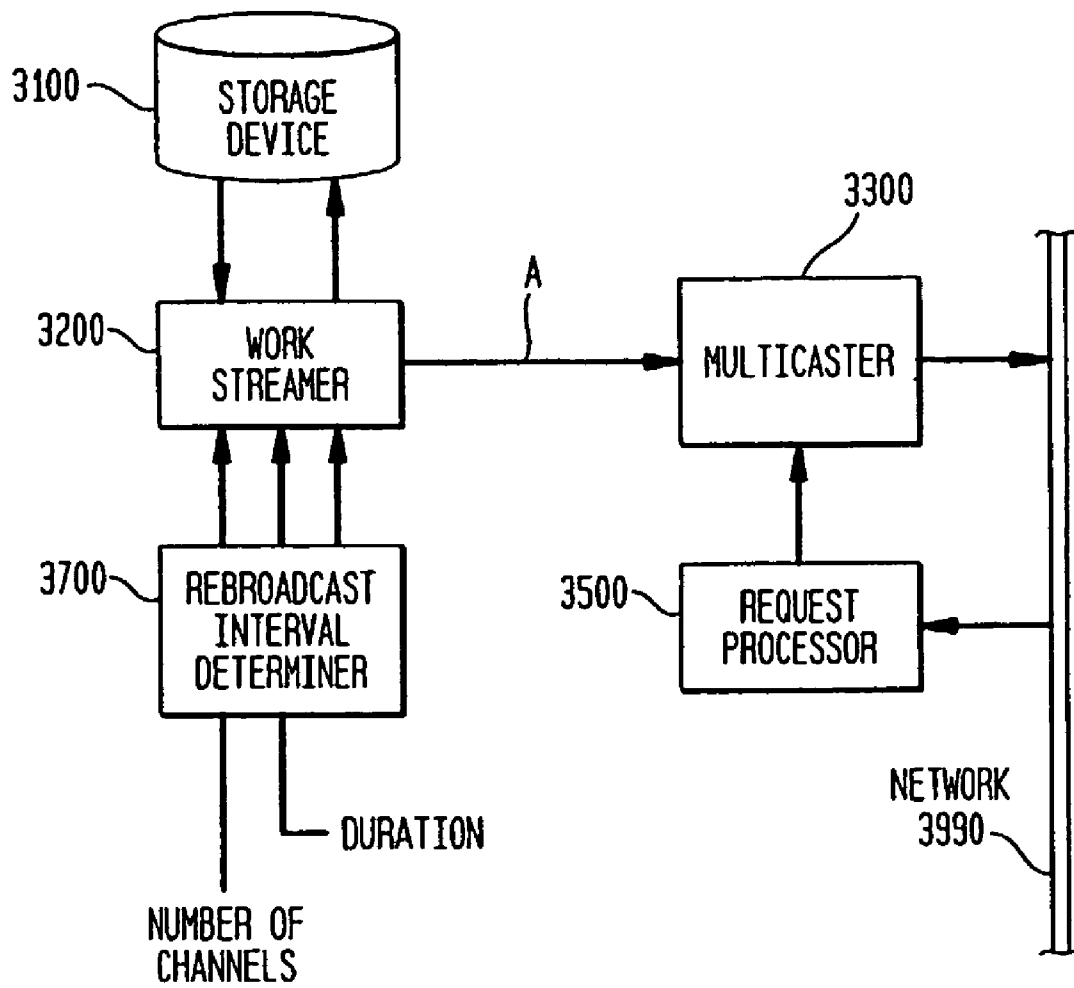 3100
STORAGE
DEVICE
3300
A
3200
WORK
STREAMER
MULTICASTER
3700
REBROADCAST
INTERVAL
DETERMINER
3500
REQUEST
PROCESSOR
DURATION
NUMBER OF
CHANNELS
NETWORK
3990